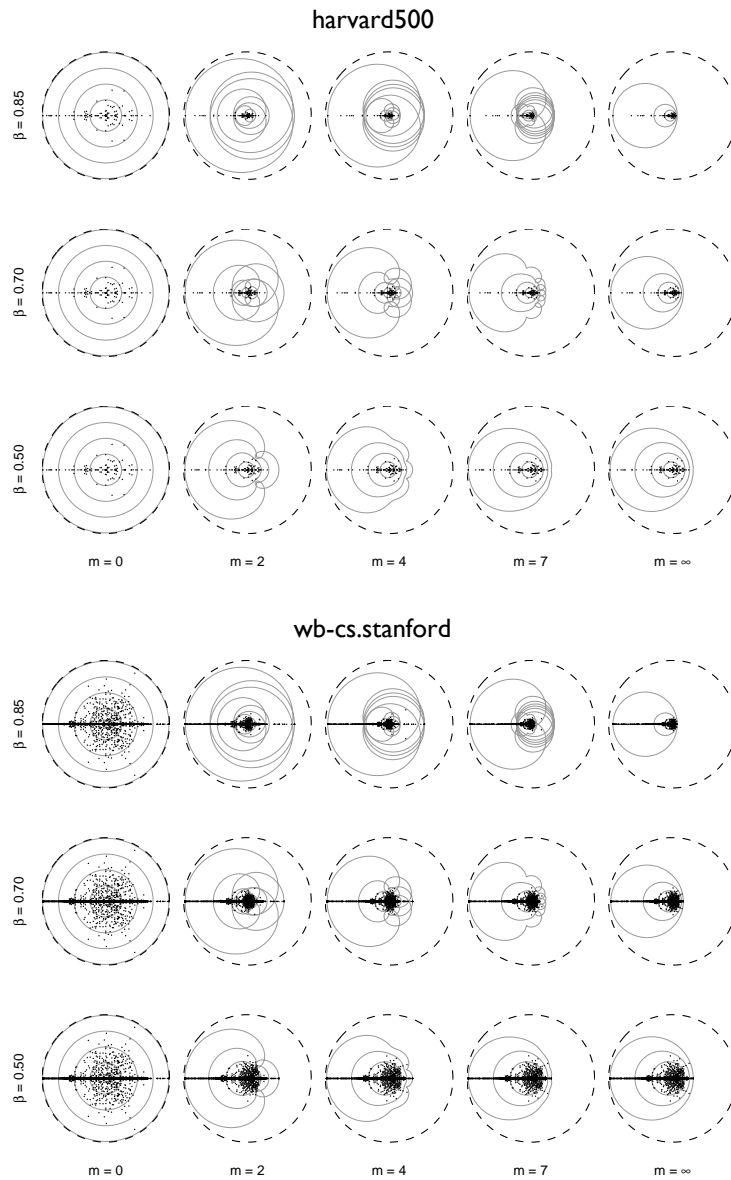 harvard500
β = 0.85
β = 0.70
β = 0.50
m = 0 m = 2 m = 4 m = 7 m = ∞
wb-cs.stanford
β = 0.85
β = 0.70
β = 0.50
m = 0 m = 2 m = 4 m = 7 m = ∞